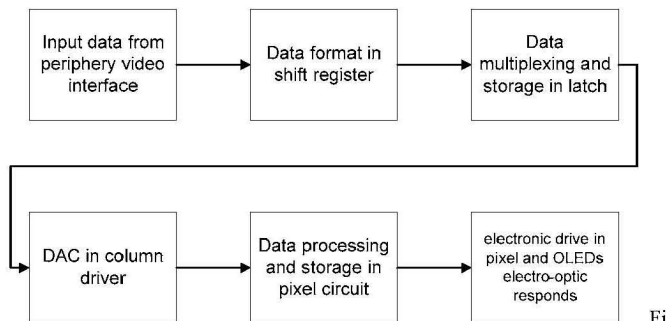 Input data from
periphery video
interface
Data format in
shift register
Data
multiplexing and
storage in latch
DAC in column
driver
Data processing
and storage in
pixel circuit
electronic drive in
pixel and OLEDs
electro-optic
responds